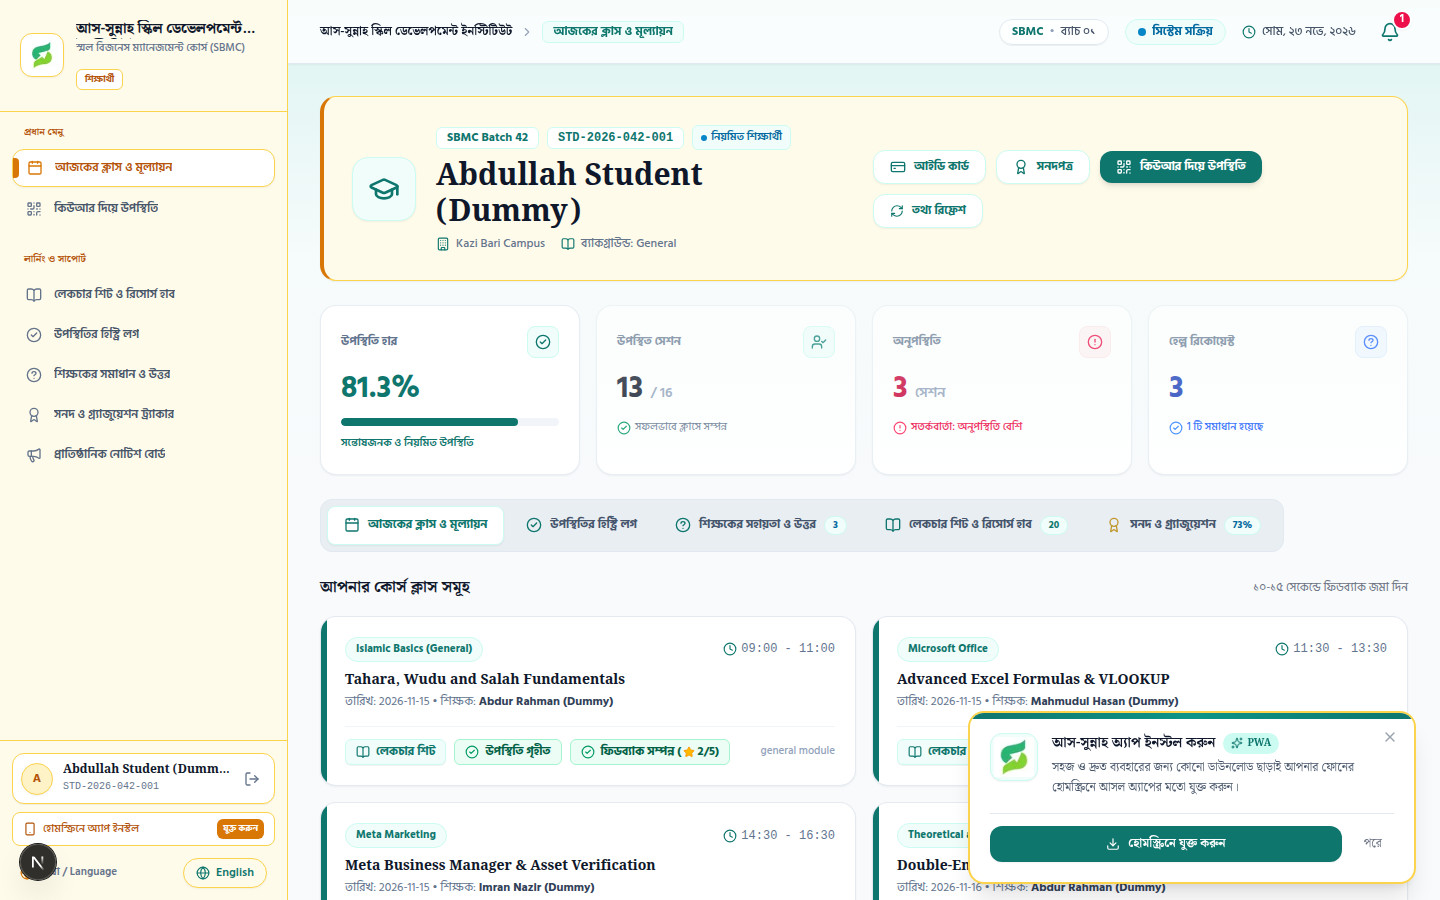 আস-সুন্নাহ স্কিল ডেভেলপমেন্ট...
স্মল বিজনেস ম্যানেজমেন্ট কোর্স (SBMC)
শিক্ষার্থী
প্রধান মেনু
আজকের ক্লাস ও মূল্যায়ন
কিউআর দিয়ে উপস্থিতি
লার্নিং ও সাপোর্ট
লেকচার শিট ও রিসোর্স হাব
উপস্থিতির হিস্ট্রি লগ
শিক্ষকের সমাধান ও উত্তর
সনদ ও গ্র্যাজুয়েশন ট্র্যাকার
প্রাতিষ্ঠানিক নোটিশ বোর্ড
A
Abdullah Student (Dumm...
STD-2026-042-001
হোমস্ক্রিনে অ্যাপ ইনস্টল
যুক্ত করুন
N
/ Language
English
আস-সুন্নাহ স্কিল ডেভেলপমেন্ট ইনস্টিটিউট > আজকের ক্লাস ও মূল্যায়ন
SBMC • ব্যাচ ০১
সিস্টেম সক্রিয়
সোম, ২৩ নভে, ২০২৬
1
SBMC Batch 42
STD-2026-042-001
নিয়মিত শিক্ষার্থী
Abdullah Student
(Dummy)
Kazi Bari Campus
ব্যাকগ্রাউন্ড: General
আইডি কার্ড
সনদপত্র
কিউআর দিয়ে উপস্থিতি
তথ্য রিফ্রেশ
উপস্থিতি হার
81.3%
সন্তোষজনক ও নিয়মিত উপস্থিতি
উপস্থিত সেশন
13 / 16
সফলভাবে ক্লাসে সম্পন্ন
অনুপস্থিতি
3 সেশন
সতর্কবার্তা: অনুপস্থিতি বেশি
হেল্প রিকোয়েস্ট
3
1 টি সমাধান হয়েছে
আজকের ক্লাস ও মূল্যায়ন
উপস্থিতির হিস্ট্রি লগ
শিক্ষকের সহায়তা ও উত্তর 3
লেকচার শিট ও রিসোর্স হাব 20
সনদ ও গ্র্যাজুয়েশন 73%
আপনার কোর্স ক্লাস সমূহ
১০-১৫ সেকেন্ডে ফিডব্যাক জমা দিন
Islamic Basics (General)
09:00 - 11:00
Tahara, Wudu and Salah Fundamentals
তারিখ: 2026-11-15 • শিক্ষক: Abdur Rahman (Dummy)
লেকচার শিট
উপস্থিতি গৃহীত
ফিডব্যাক সম্পন্ন (⭐ 2/5)
general module
Microsoft Office
11:30 - 13:30
Advanced Excel Formulas & VLOOKUP
তারিখ: 2026-11-15 • শিক্ষক: Mahmudul Hasan (Dummy)
লেকচার
Meta Marketing
14:30 - 16:30
Meta Business Manager & Asset Verification
তারিখ: 2026-11-15 • শিক্ষক: Imran Nazir (Dummy)
Theoretical
Double-En
তারিখ: 2026-11-16 • শিক্ষক: Abdur Rahman (Dummy)
আস-সুন্নাহ অ্যাপ ইনস্টল করুন
PWA
সহজ ও দ্রুত ব্যবহারের জন্য কোনো ডাউনলোড ছাড়াই আপনার ফোনের
হোমস্ক্রিনে আসল অ্যাপের মতো যুক্ত করুন।
হোমস্ক্রিনে যুক্ত করুন
পরে